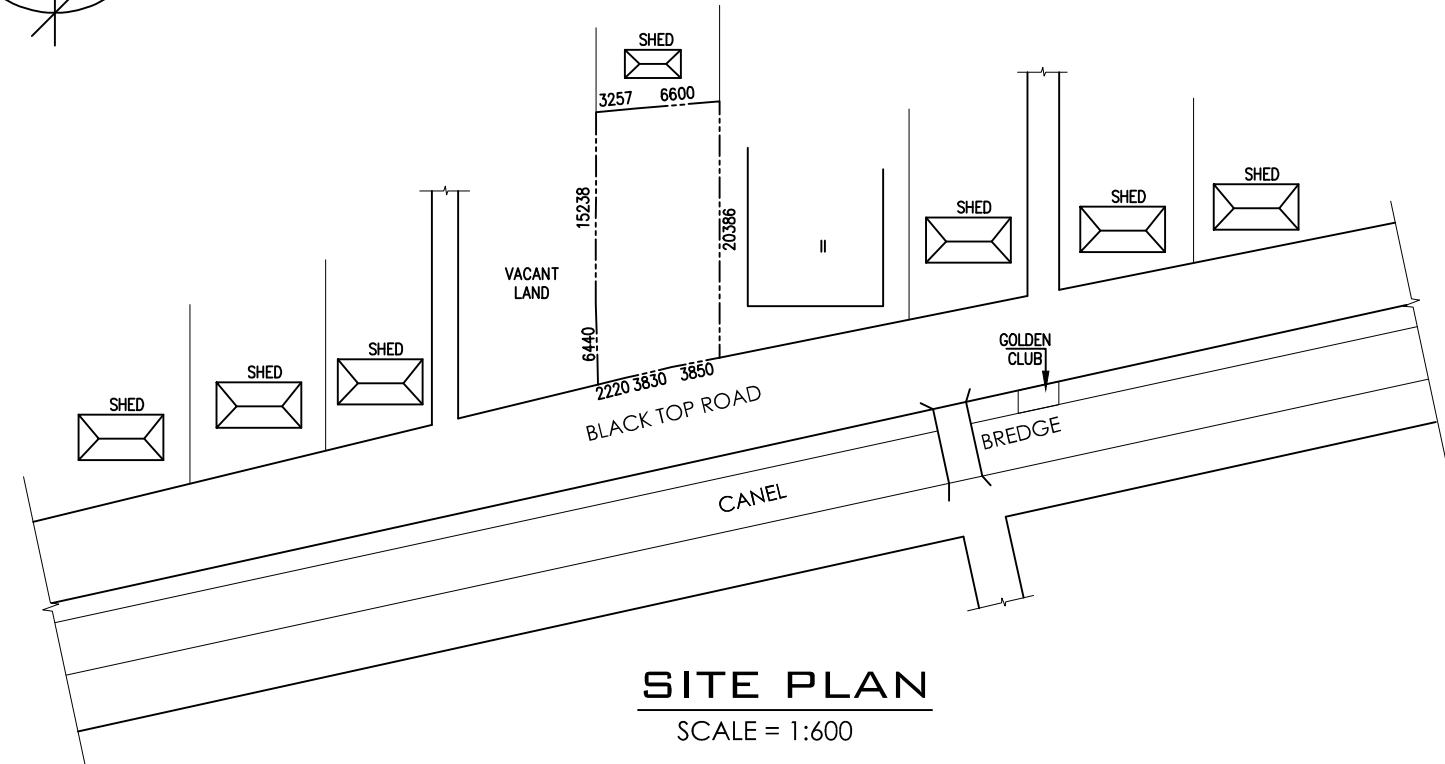 SHED
3257 6600
15238
20386
VACANT
LAND
6440
2220 3830 3850
II
SHED
SHED
SHED
SHED
SHED
SHED
GOLDEN
CLUB
BLACK TOP ROAD
BREDGE
CANEL
SITE PLAN
SCALE = 1:600